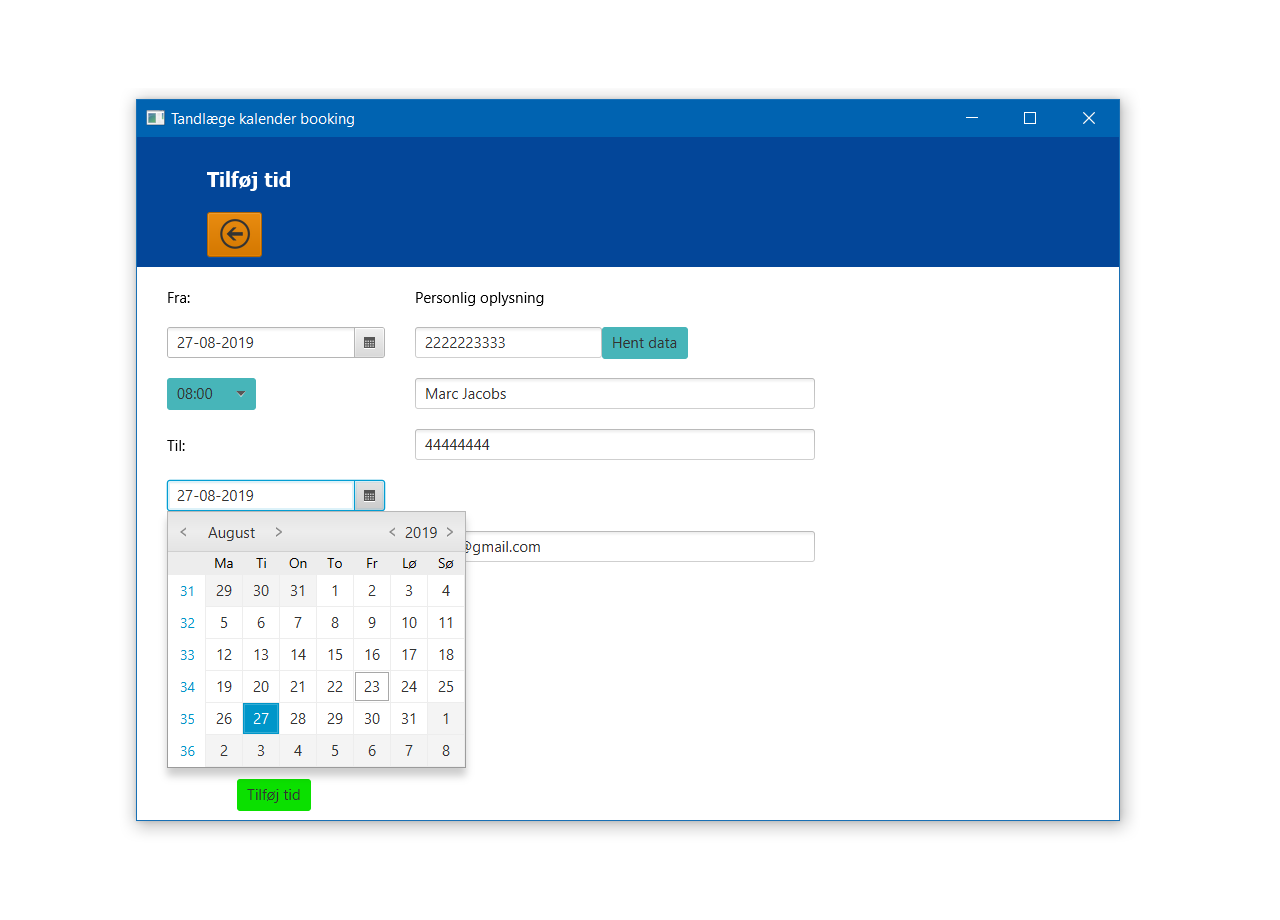 Tandlæge kalender booking
Tilføj tid
Fra:
Personlig oplysning
27-08-2019
2222223333
Hent data
08:00
Marc Jacobs
Til:
44444444
27-08-2019
@gmail.com
< August > < 2019 >
Ma Ti On To Fr Lø Sø
31 29 30 31 1 2 3 4
32 5 6 7 8 9 10 11
33 12 13 14 15 16 17 18
34 19 20 21 22 23 24 25
35 26 27 28 29 30 31 1
36 2 3 4 5 6 7 8
Tilføj tid